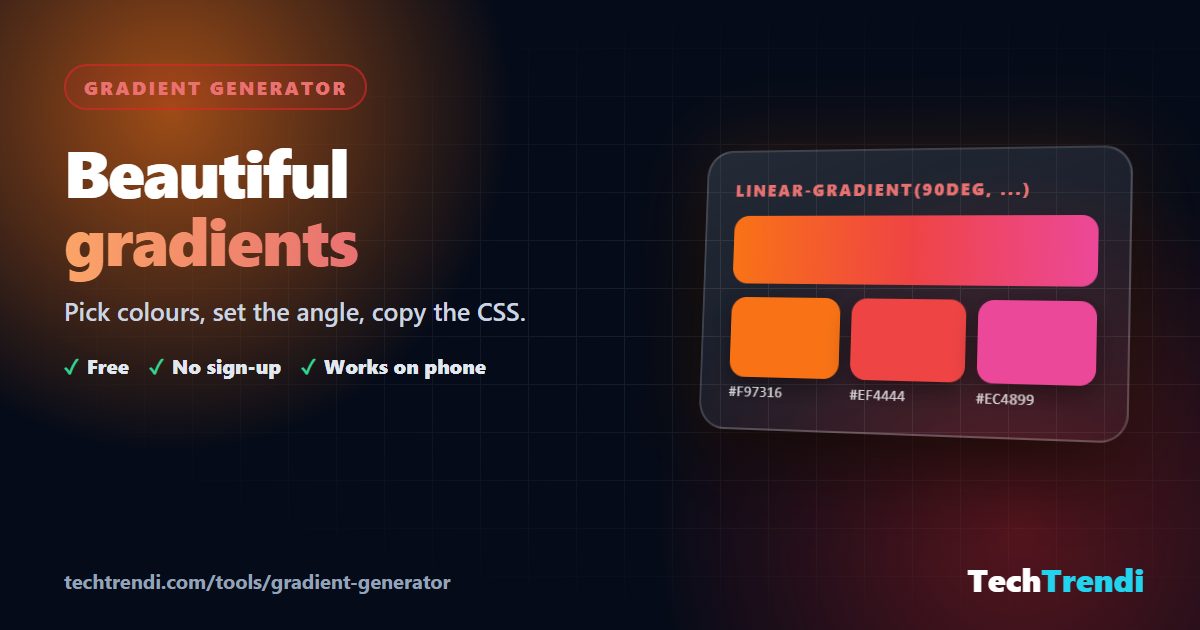 GRADIENT GENERATOR
Beautiful
gradients
Pick colours, set the angle, copy the CSS.
✓ Free ✓ No sign-up ✓ Works on phone
LINEAR-GRADIENT(90DEG, ...)
#F97316 #EF4444 #EC4899
techtrendi.com/tools/gradient-generator
TechTrendi